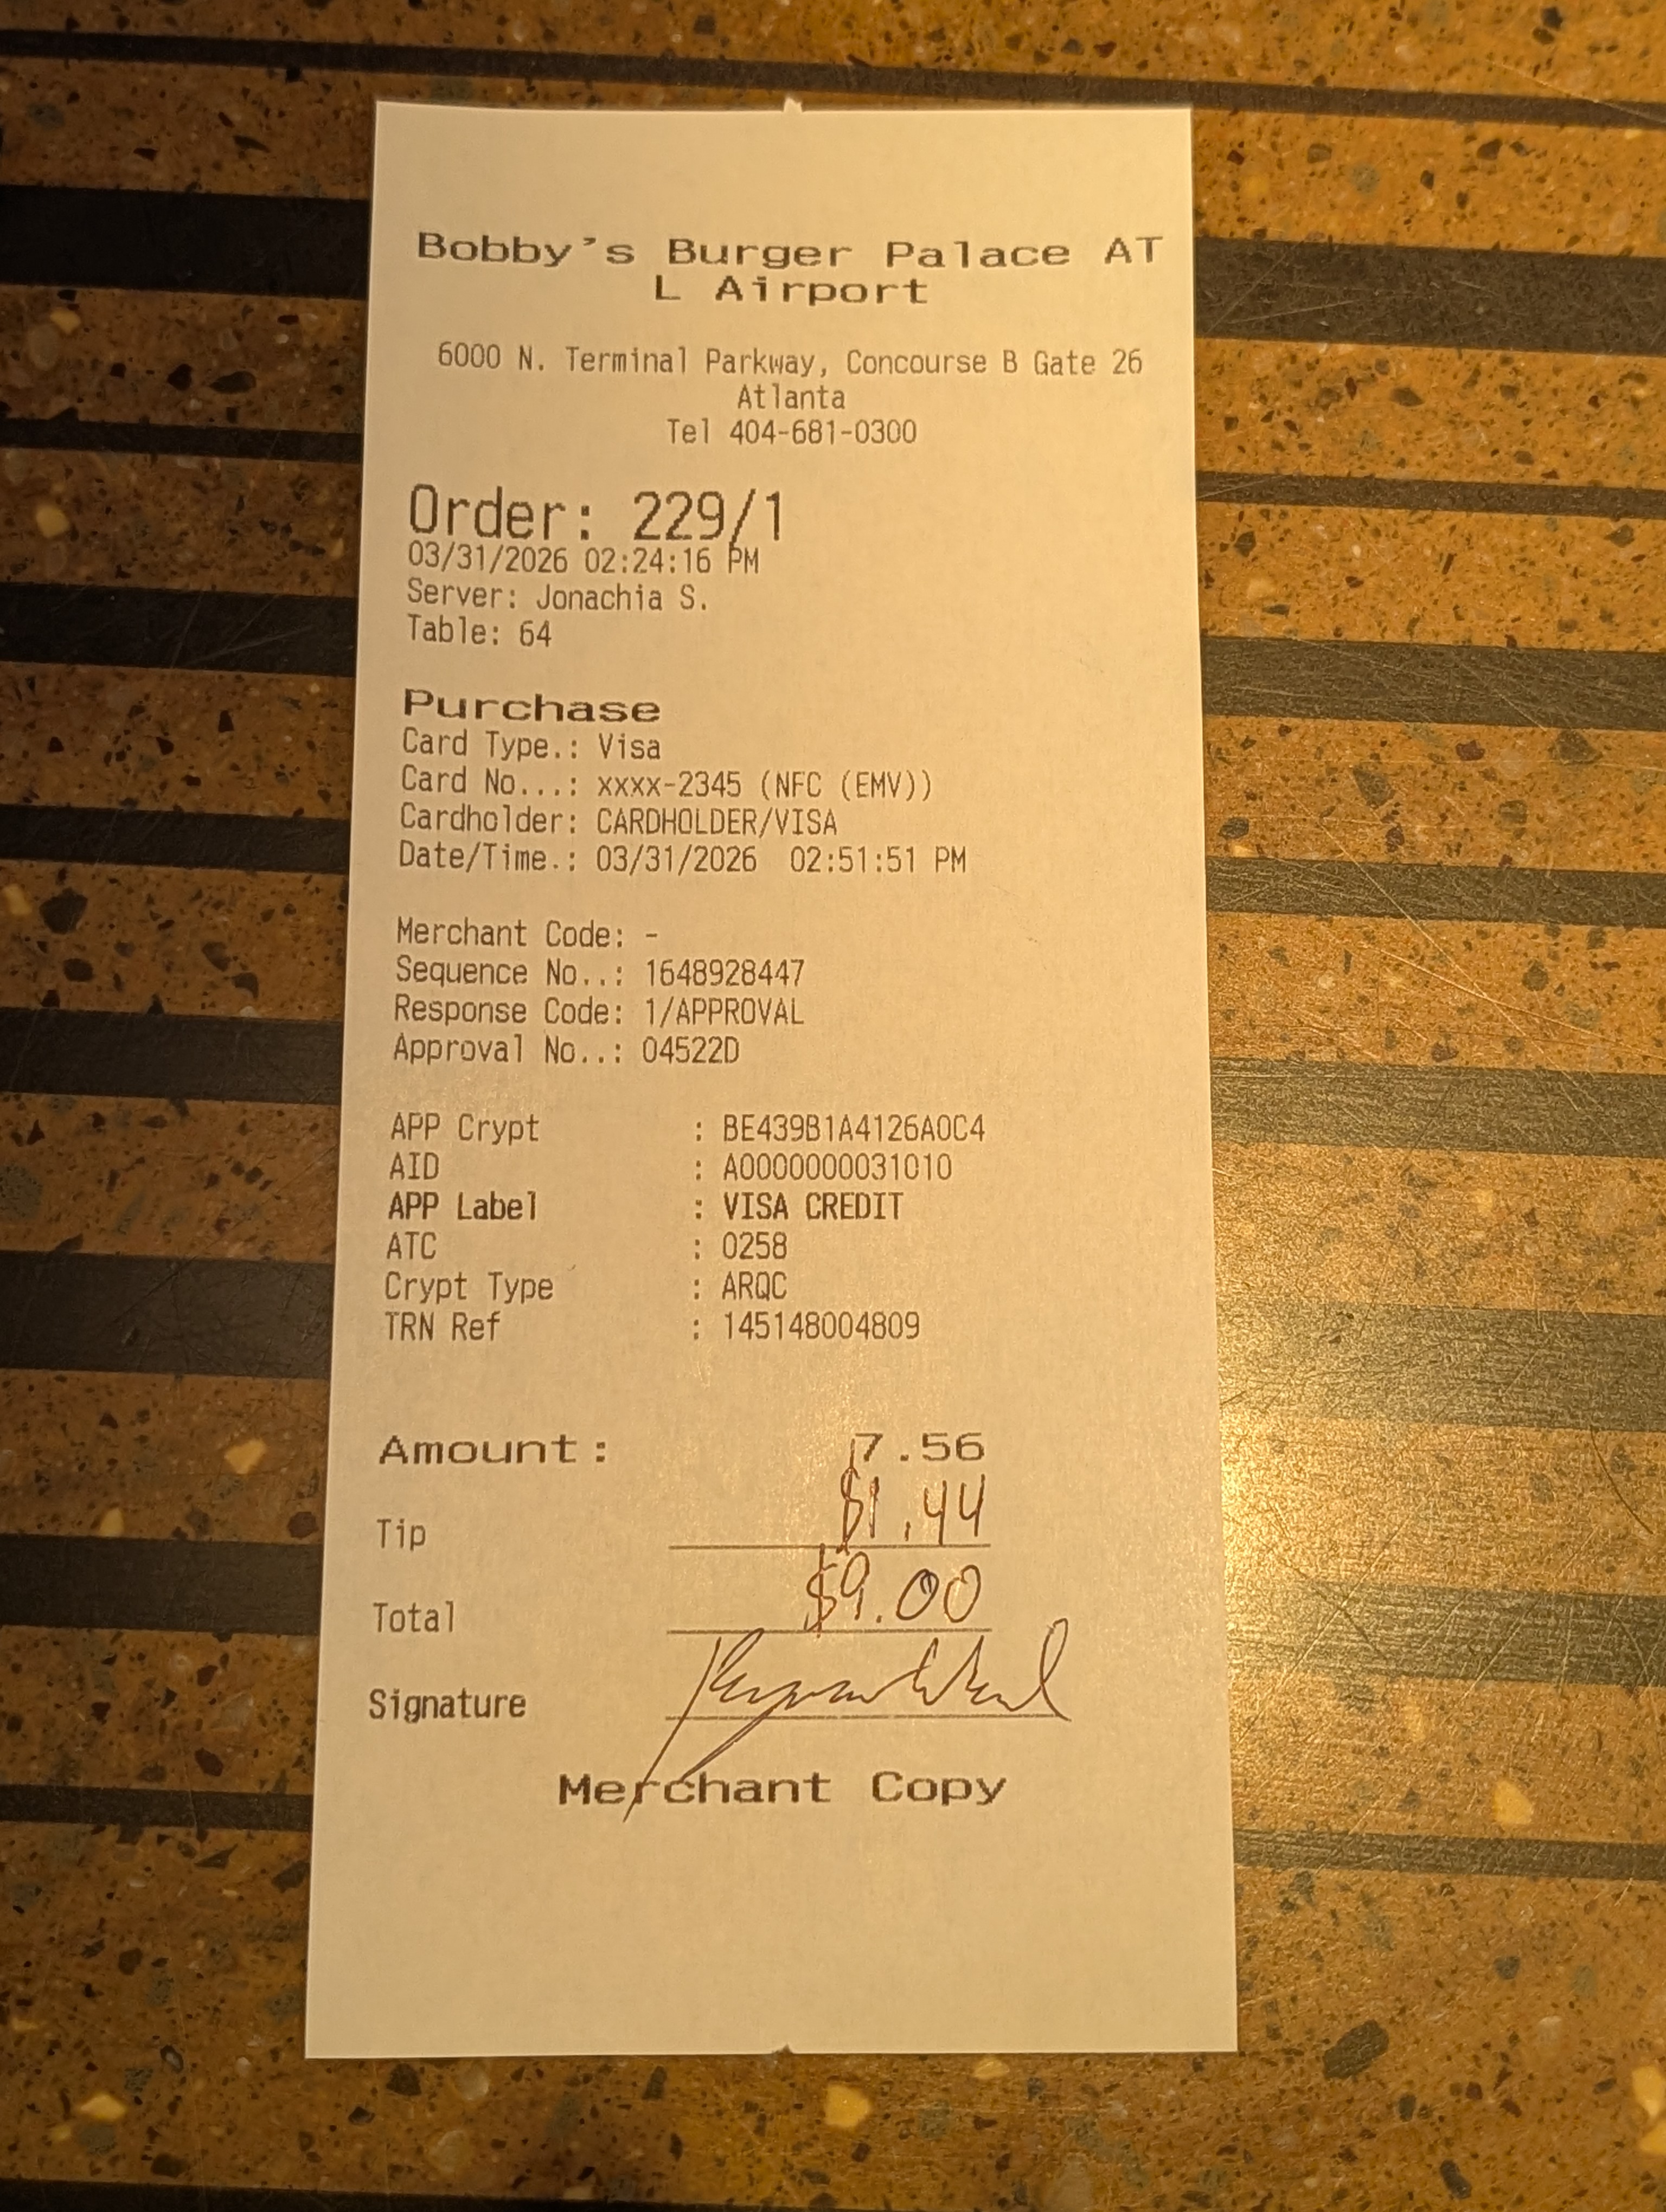 Bobby's Burger Palace AT
L Airport
6000 N. Terminal Parkway, Concourse B Gate 26
Atlanta
Tel 404-681-0300
Order: 229/1
03/31/2026 02:24:16 PM
Server: Jonachia S.
Table: 64
Purchase
Card Type.: Visa
Card No...: xxxx-2345 (NFC (EMV))
Cardholder: CARDHOLDER/VISA
Date/Time.: 03/31/2026 02:51:51 PM
Merchant Code: -
Sequence No..: 1648928447
Response Code: 1/APPROVAL
Approval No..: 04522D
APP Crypt : BE439B1A4126A0C4
AID : A0000000031010
APP Label : VISA CREDIT
ATC : 0258
Crypt Type : ARQC
TRN Ref : 145148004809
Amount: 7.56
Tip $1.44
Total $9.00
Signature
Merchant Copy